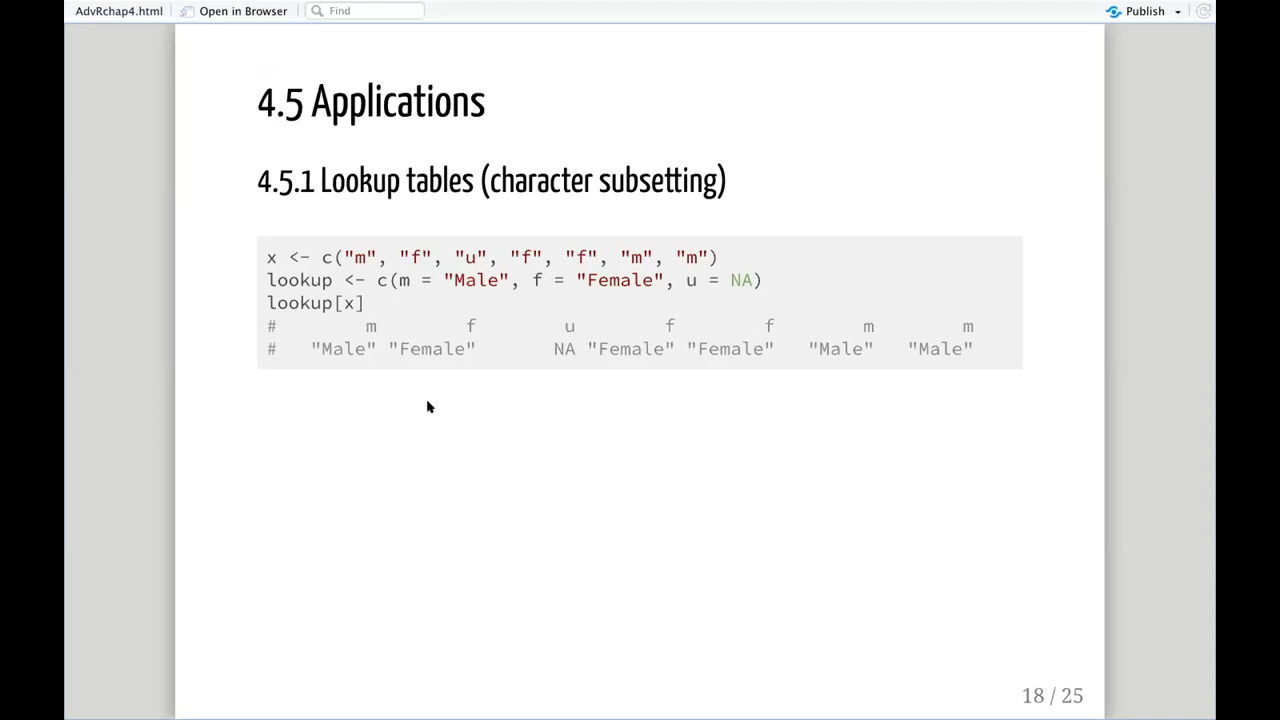 AdvRchap4.html Open in Browser Find Publish
4.5 Applications
4.5.1 Lookup tables (character subsetting)
x <- c("m", "f", "u", "f", "f", "m", "m")
lookup <- c(m = "Male", f = "Female", u = NA)
lookup[x]
#        m        f        u        f        f        m        m
#   "Male" "Female"       NA "Female" "Female"   "Male"   "Male"
18 / 25